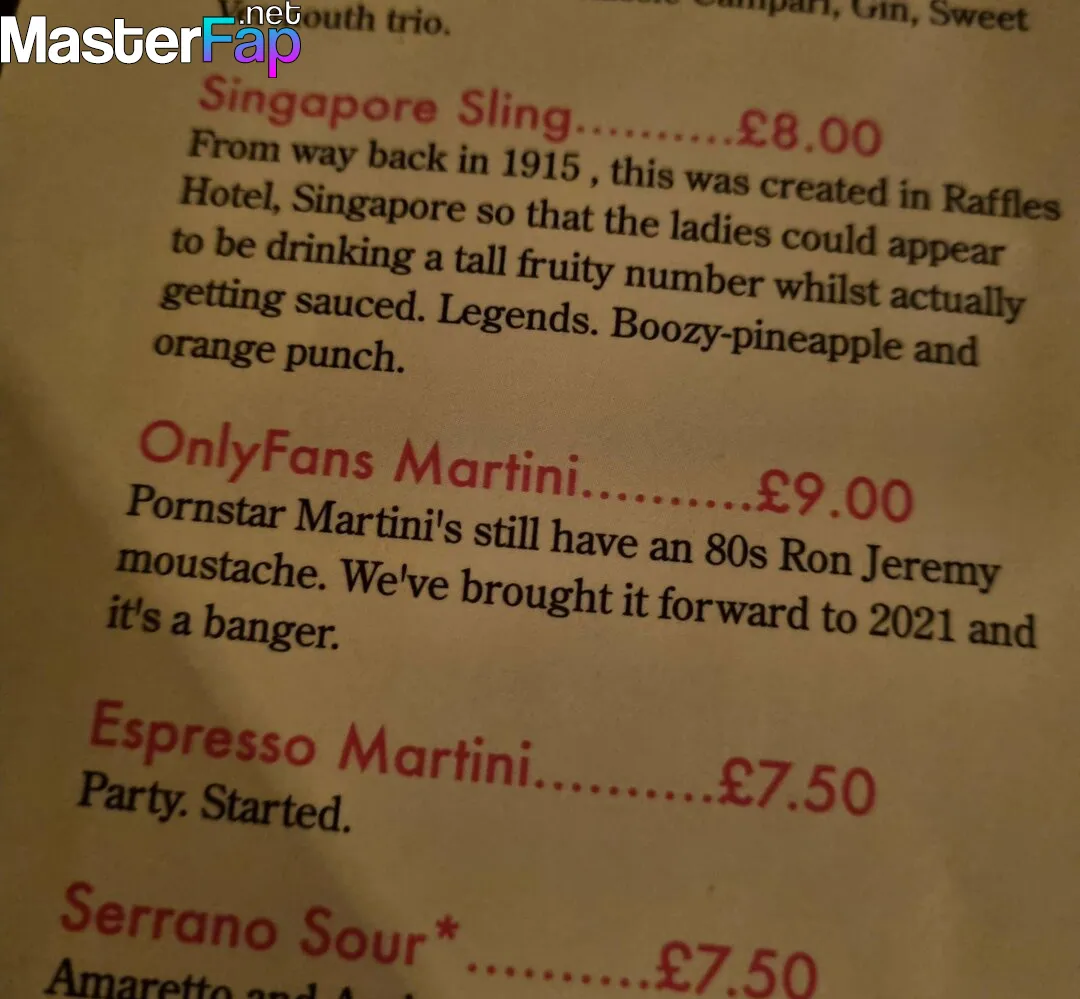 .net
MasterFap
Campari, Gin, Sweet
outh trio.
Singapore Sling..........£8.00
From way back in 1915 , this was created in Raffles
Hotel, Singapore so that the ladies could appear
to be drinking a tall fruity number whilst actually
getting sauced. Legends. Boozy-pineapple and
orange punch.
OnlyFans Martini..........£9.00
Pornstar Martini's still have an 80s Ron Jeremy
moustache. We've brought it forward to 2021 and
it's a banger.
Espresso Martini..........£7.50
Party. Started.
Serrano Sour*..........£7.50
Amaretto and